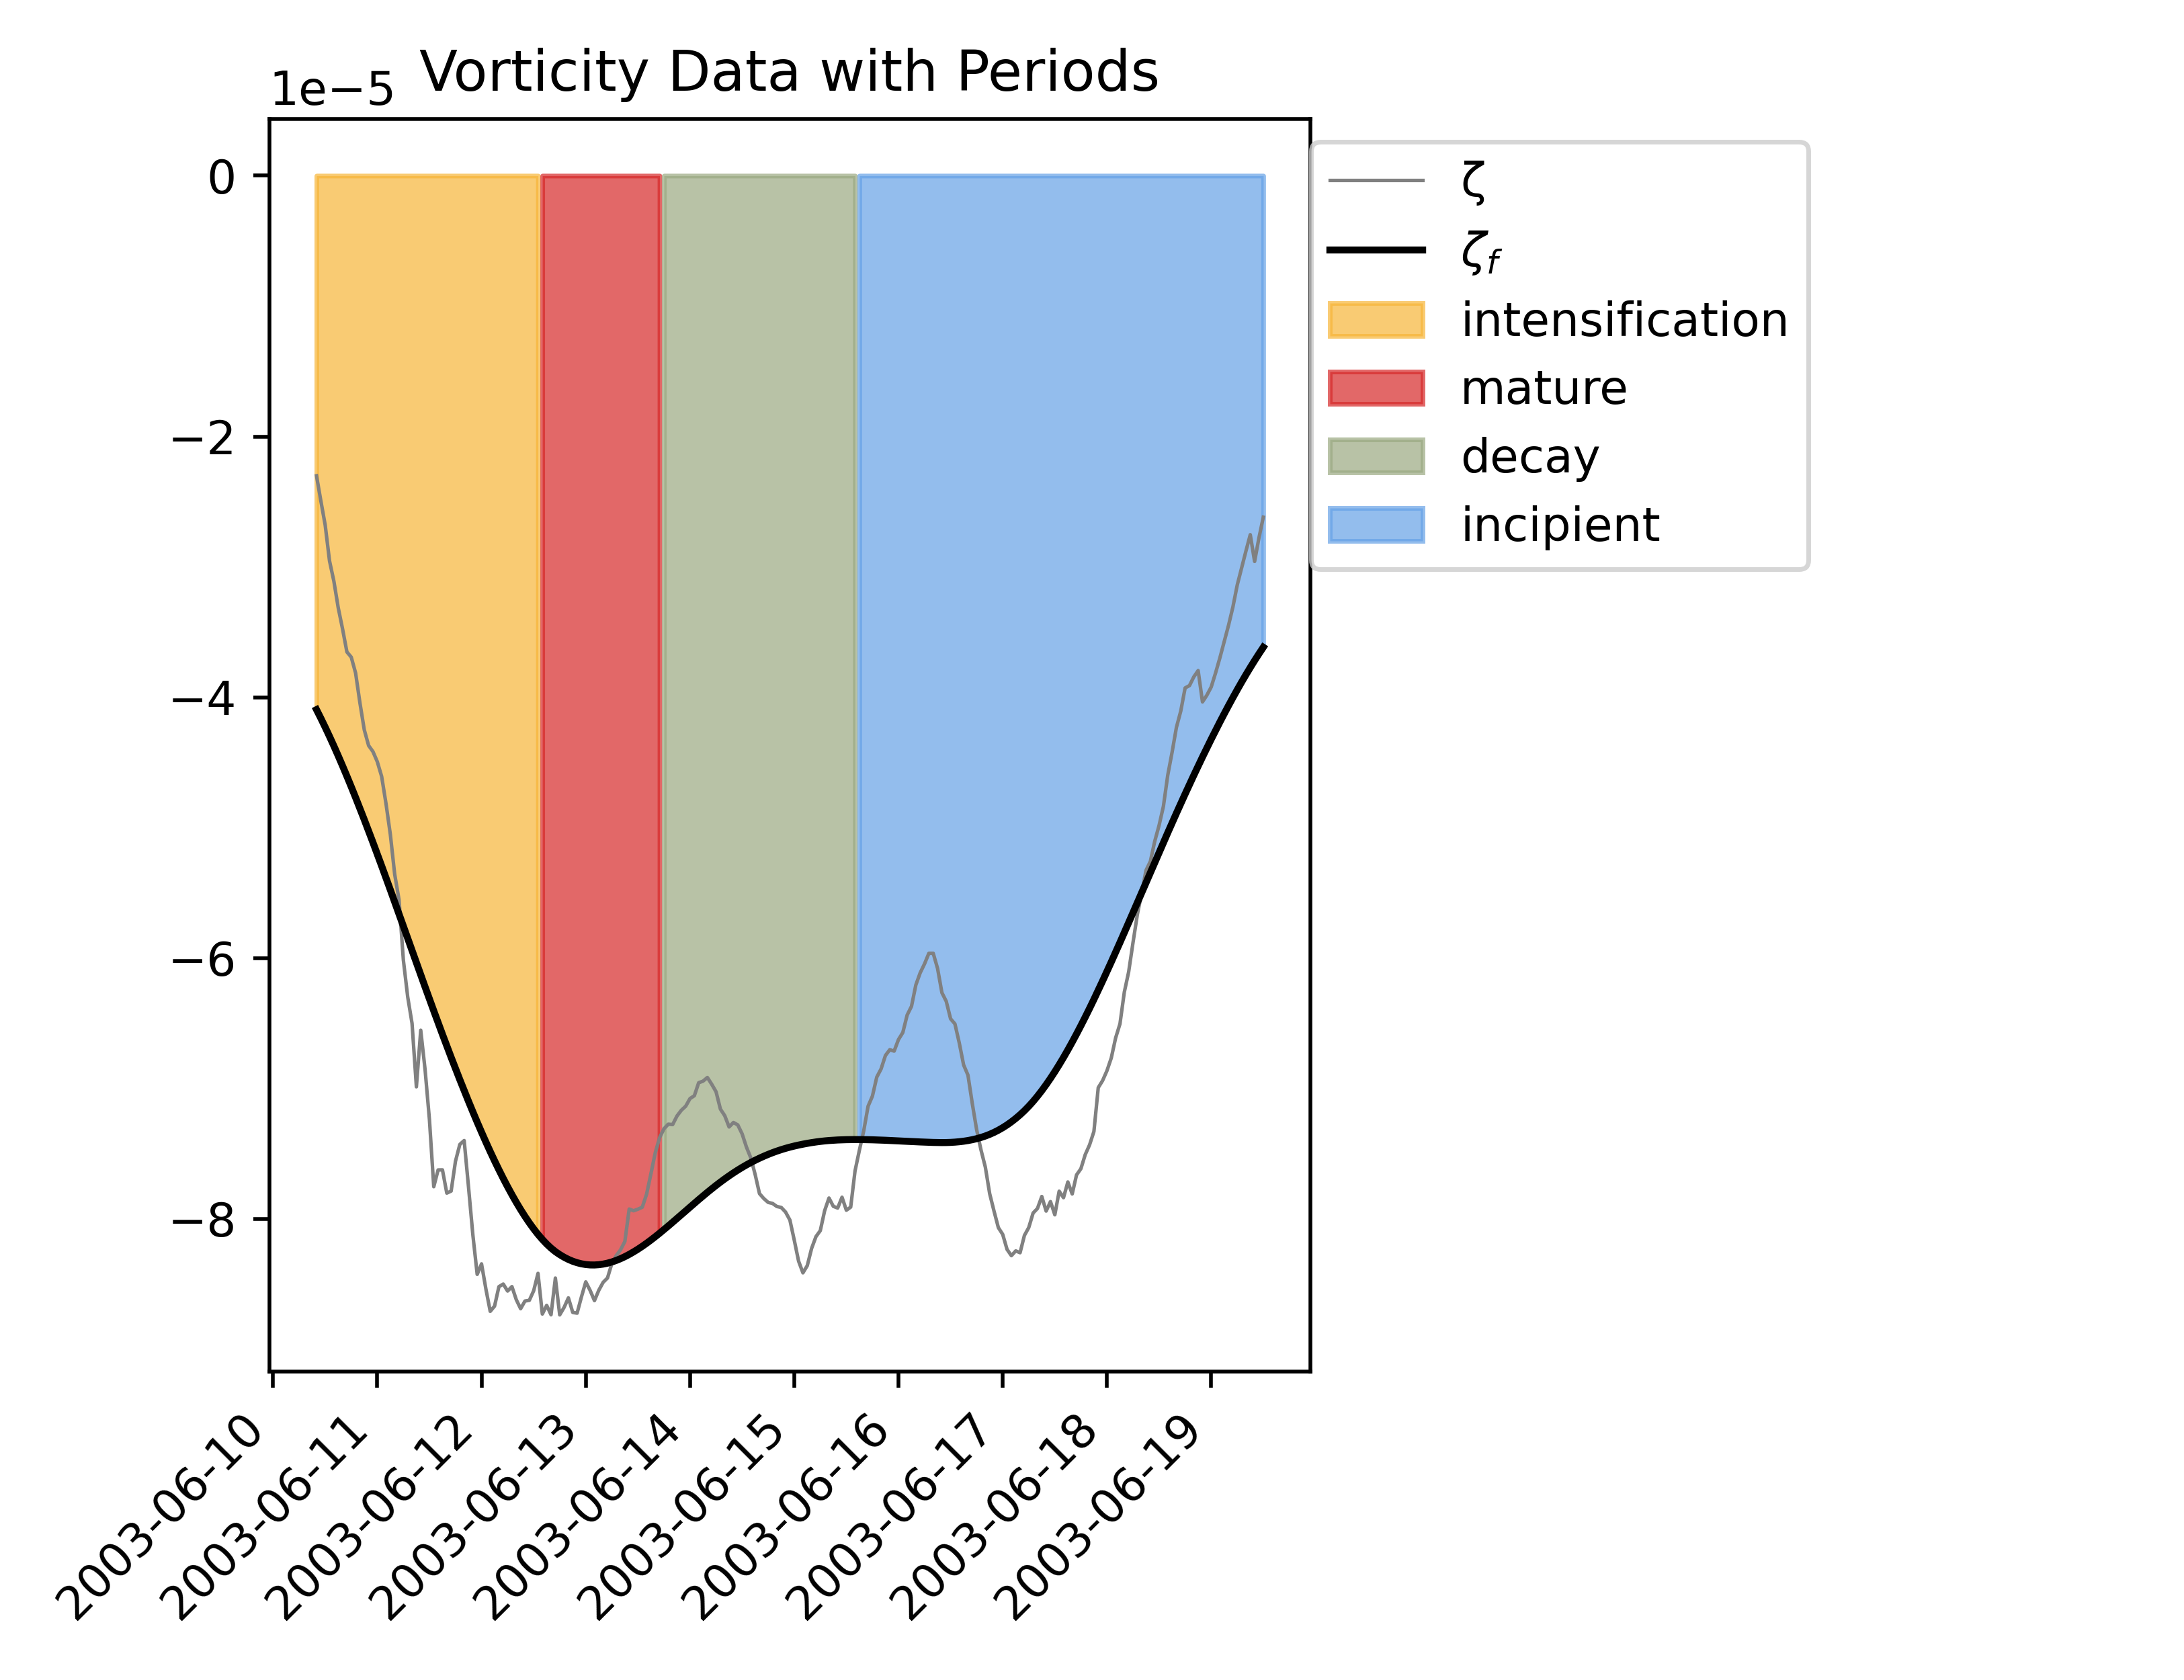 Vorticity Data with Periods
1e−5
0
−2
−4
−6
−8
2003-06-10
2003-06-11
2003-06-12
2003-06-13
2003-06-14
2003-06-15
2003-06-16
2003-06-17
2003-06-18
2003-06-19
ζ
ζf
intensification
mature
decay
incipient